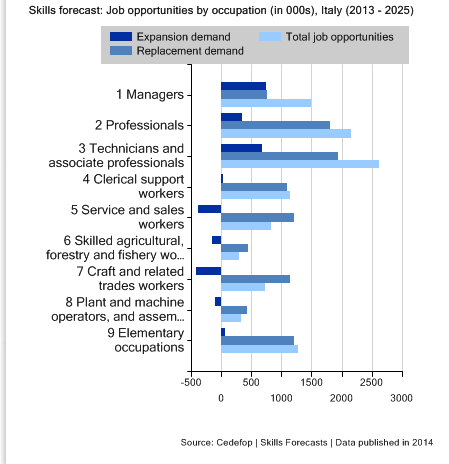 Skills forecast: Job opportunities by occupation (in 000s), Italy (2013 - 2025)
Expansion demand
Total job opportunities
Replacement demand
1 Managers
2 Professionals
3 Technicians and
associate professionals
4 Clerical support
workers
5 Service and sales
workers
6 Skilled agricultural,
forestry and fishery wo...
7 Craft and related
trades workers
8 Plant and machine
operators, and assem...
9 Elementary
occupations
-500 500 1500 2500
0 1000 2000 3000
Source: Cedefop | Skills Forecasts | Data published in 2014